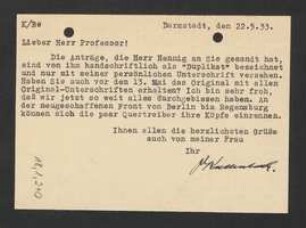 K/Be
Darmstadt, den 22.5.33.
Lieber Herr Professor!
Die Anträge, die Herr Hennig an Sie gesandt hat,
sind von ihm handschriftlich als "Duplikat" bezeichnet
und nur mit seiner persönlichen Unterschrift versehen.
Haben Sie auch vor dem 13. Mai das Original mit allen
Original-Unterschriften erhalten? Ich bin sehr froh,
daß wir jetzt so weit alles durchgebissen haben. An
der neugeschaffenen Front von Berlin bis Regensburg
können sich die paar Quertreiber ihre Köpfe einrennen.
Ihnen allen die herzlichsten Grüße
auch von meiner Frau
Ihr